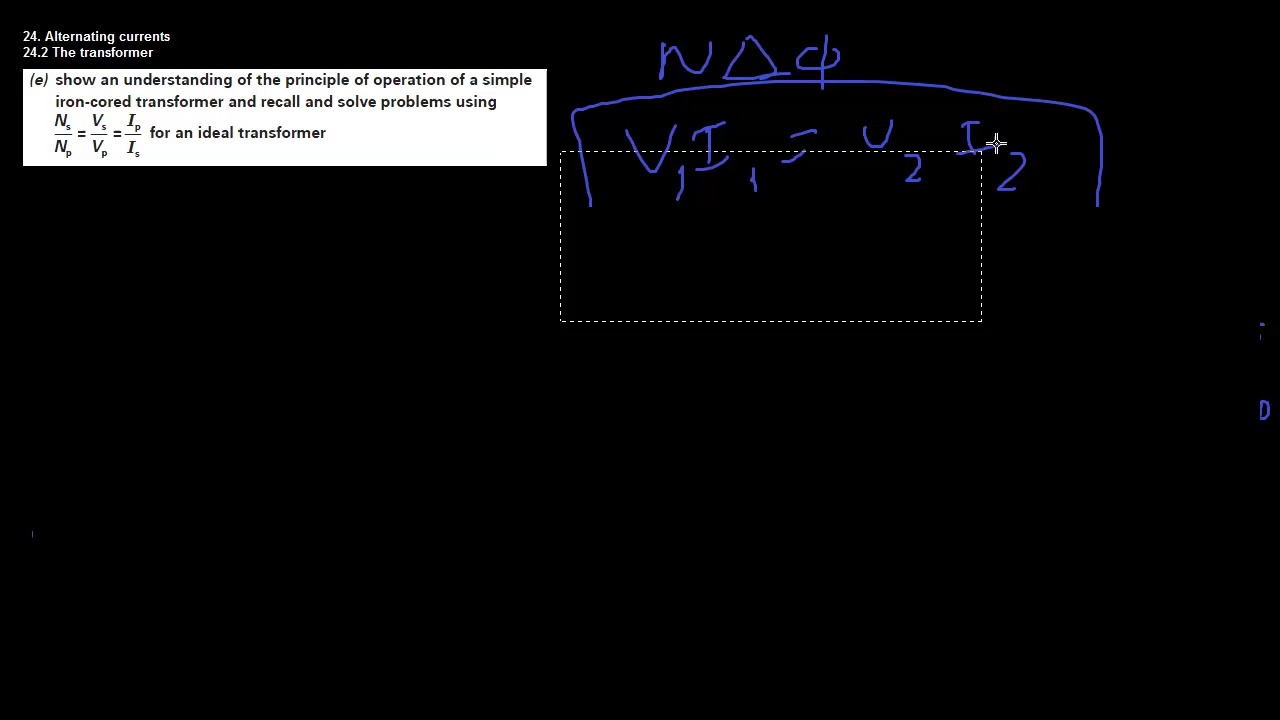 24. Alternating currents
24.2 The transformer
(e) show an understanding of the principle of operation of a simple
iron-cored transformer and recall and solve problems using
Ns/Np = Vs/Vp = Ip/Is for an ideal transformer
NΔΦ
V₁I₁ = V₂I₂